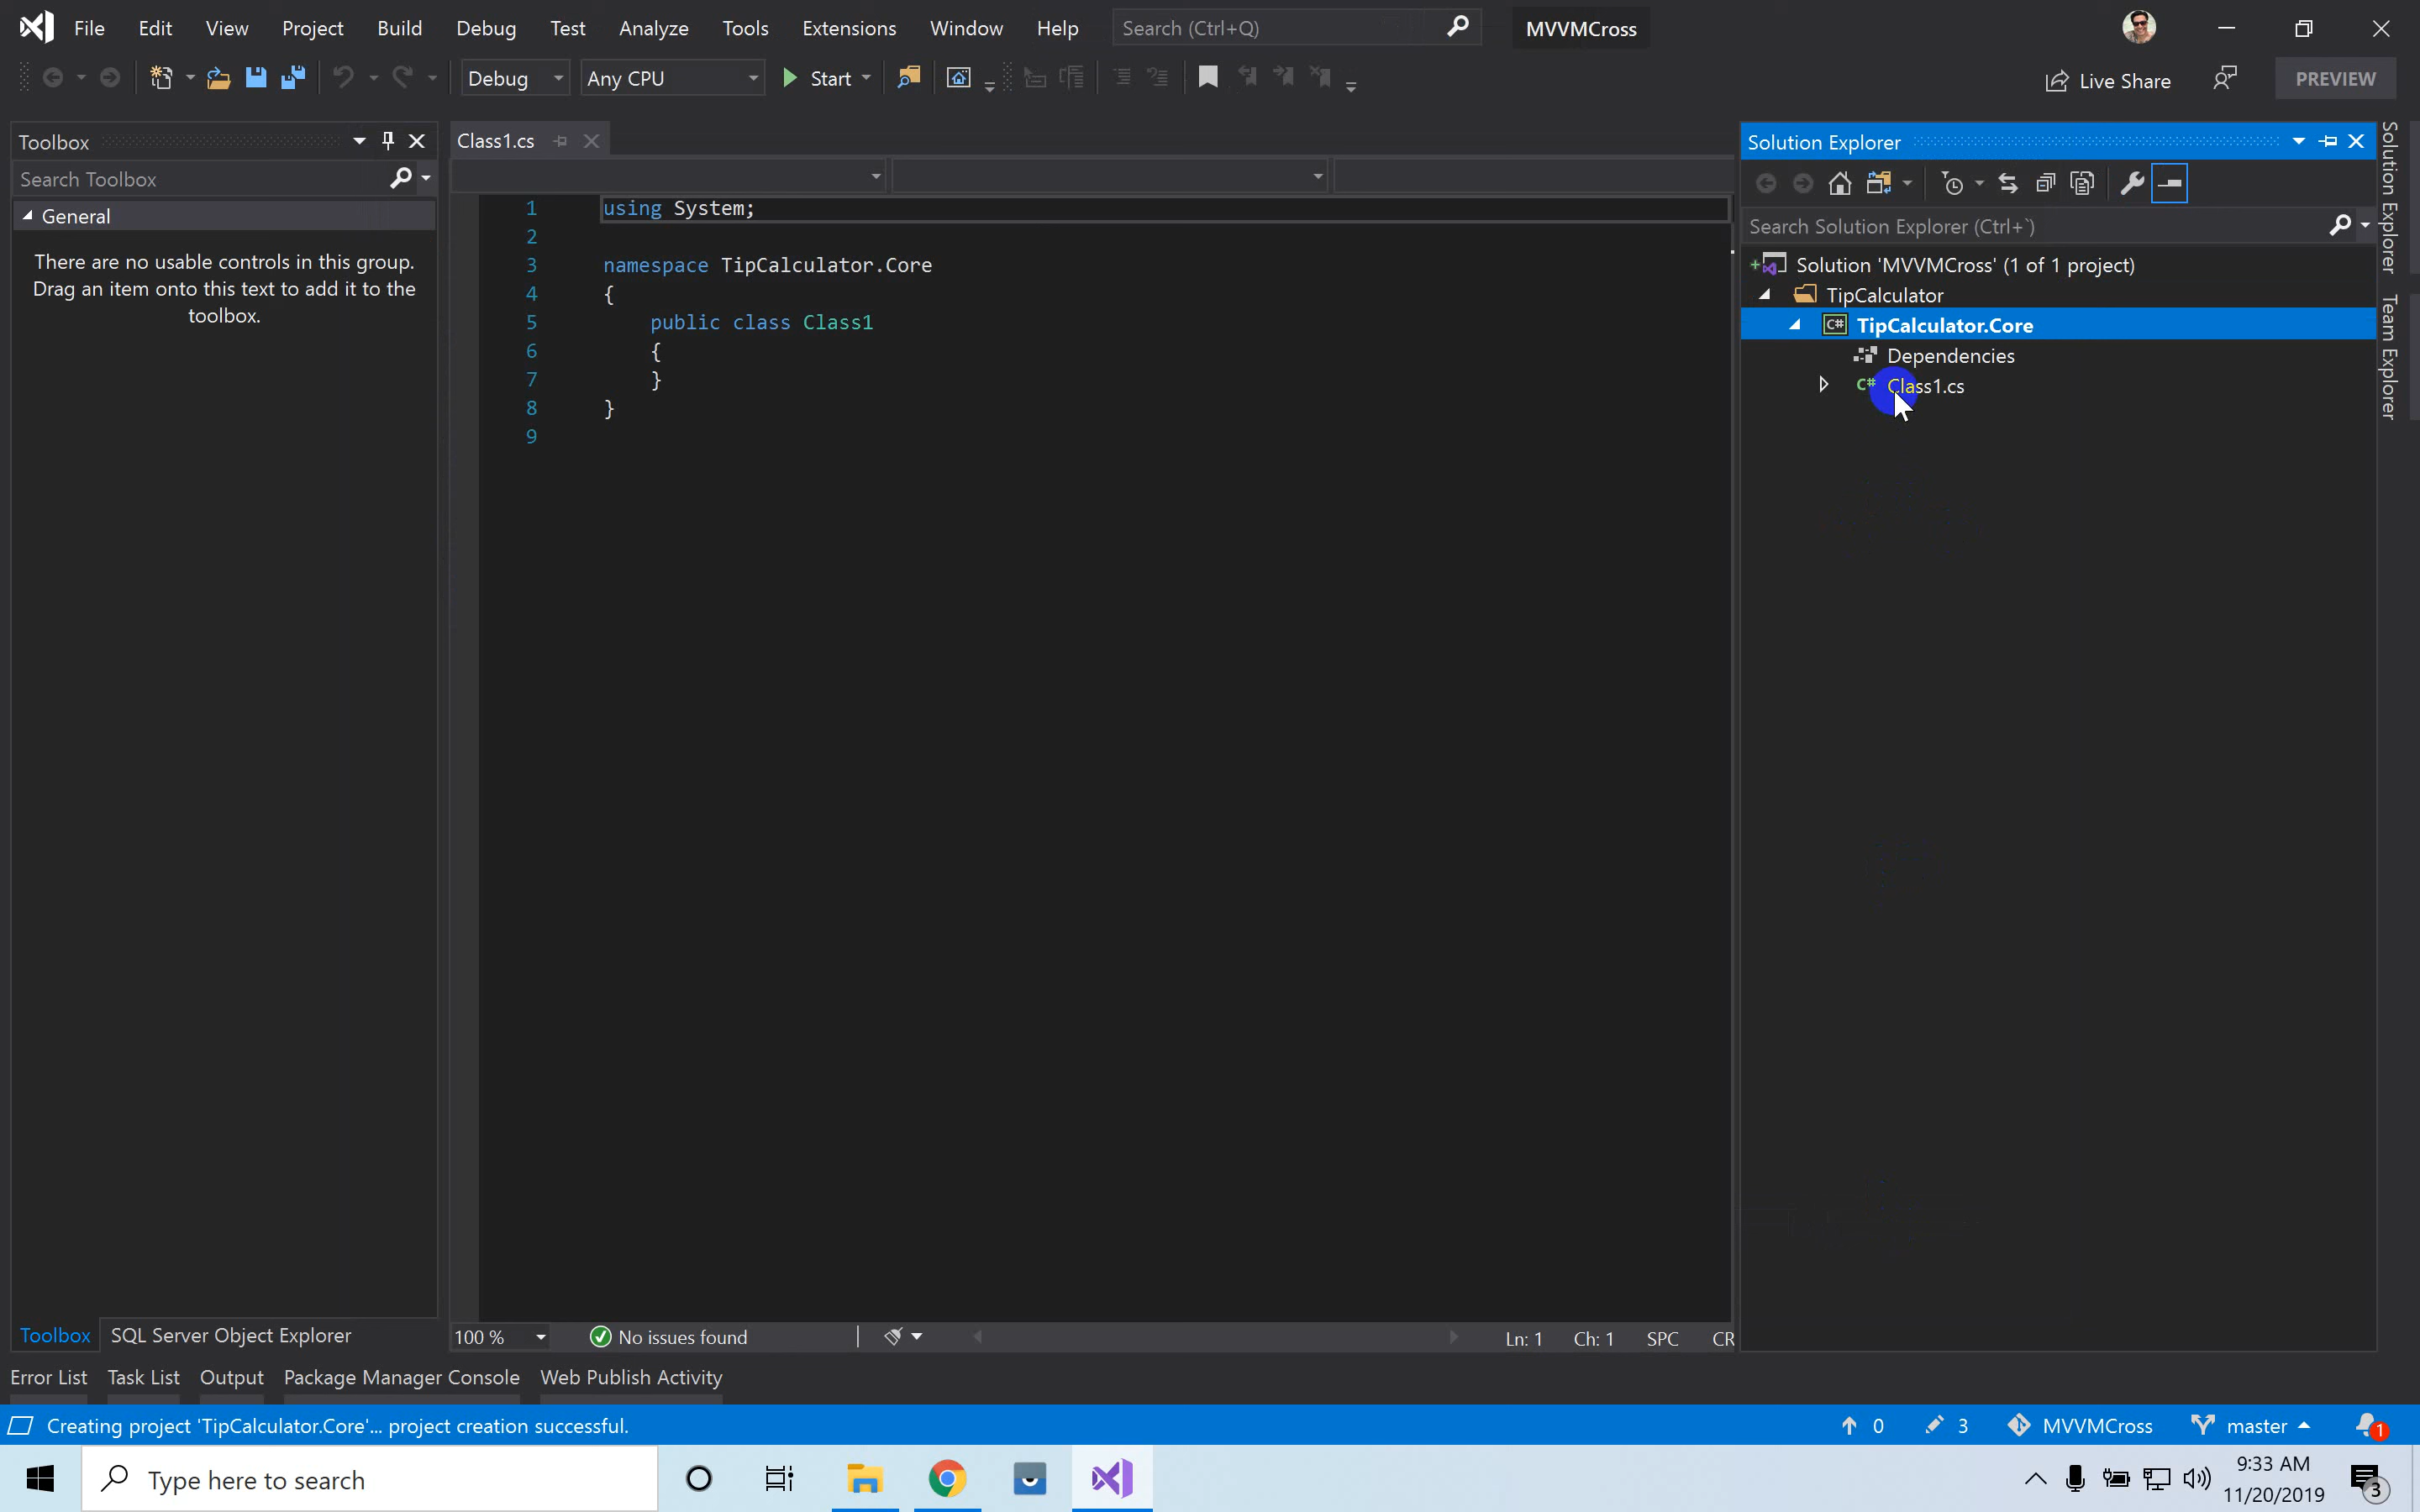 File Edit View Project Build Debug Test Analyze Tools Extensions Window Help Search (Ctrl+Q) MVVMCross
Debug Any CPU Start Live Share PREVIEW
Toolbox
Search Toolbox
General
There are no usable controls in this group.
Drag an item onto this text to add it to the
toolbox.
Class1.cs
1 using System;
2
3 namespace TipCalculator.Core
4 {
5 public class Class1
6 {
7 }
8 }
9
Solution Explorer
Search Solution Explorer (Ctrl+`)
Solution 'MVVMCross' (1 of 1 project)
TipCalculator
C# TipCalculator.Core
Dependencies
C# Class1.cs
Solution Explorer
Team Explorer
Toolbox SQL Server Object Explorer
100 % No issues found Ln: 1 Ch: 1 SPC CR
Error List Task List Output Package Manager Console Web Publish Activity
Creating project 'TipCalculator.Core'... project creation successful. 0 3 MVVMCross master 1
Type here to search
9:33 AM
11/20/2019
3